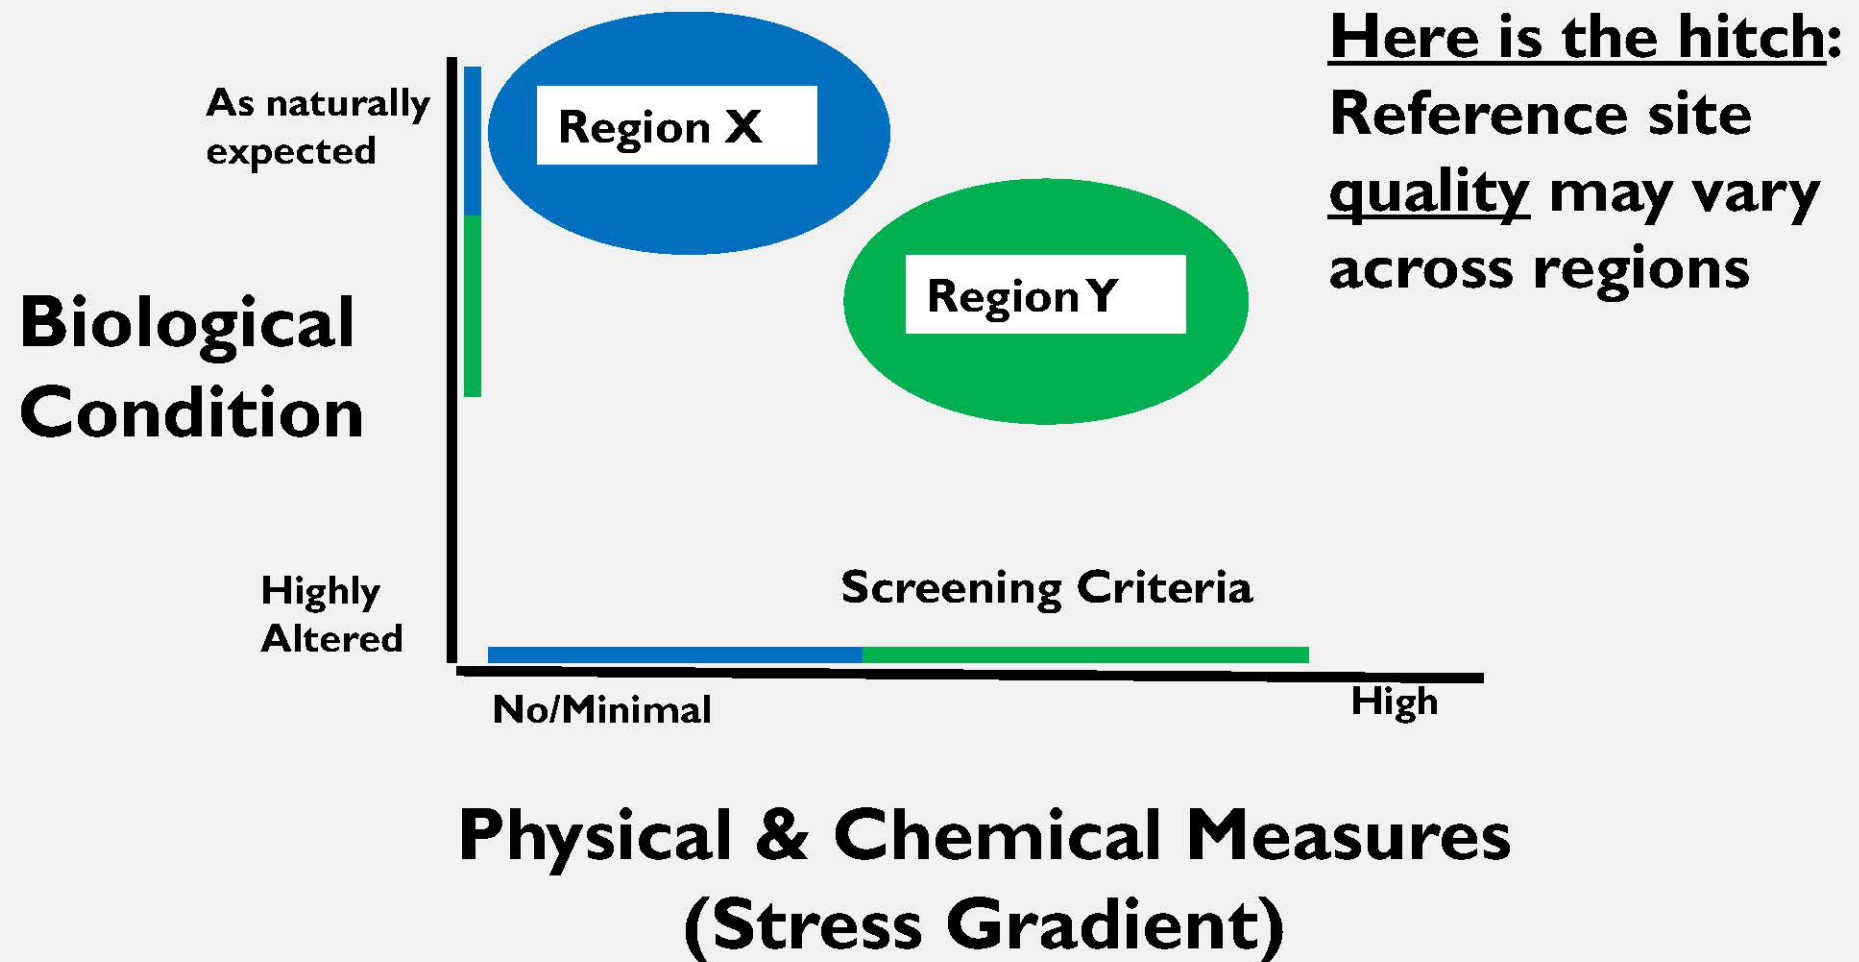 Here is the hitch:
Reference site
quality may vary
across regions
As naturally
expected
Region X
Region Y
Biological
Condition
Highly
Altered
Screening Criteria
No/Minimal
High
Physical & Chemical Measures
(Stress Gradient)